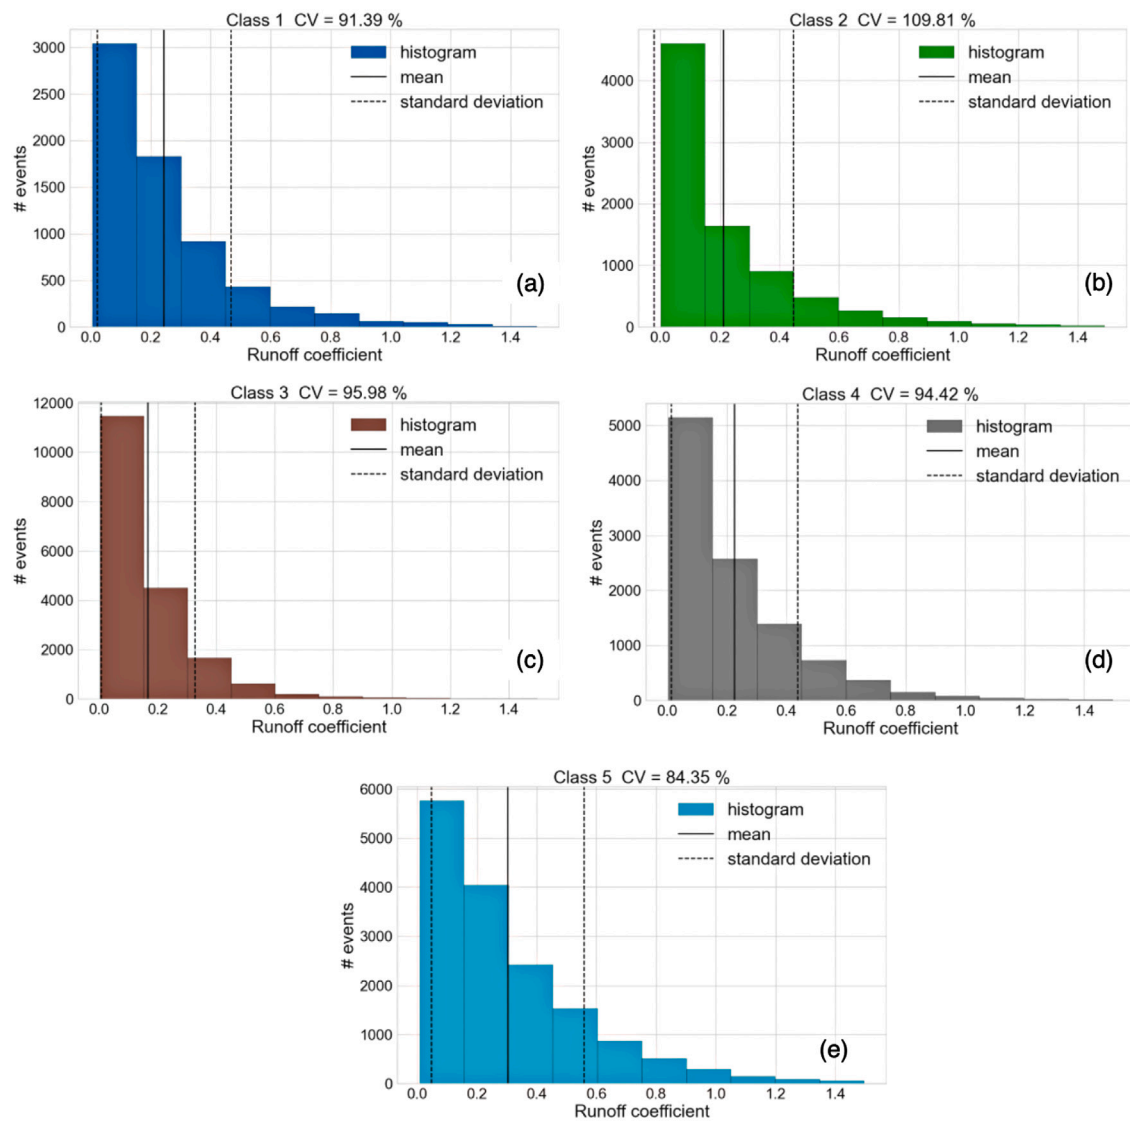 Class 1 CV = 91.39 %
3000
2500
2000
1500
1000
500
0
# events
histogram
mean
standard deviation
(a)
0.0 0.2 0.4 0.6 0.8 1.0 1.2 1.4
Runoff coefficient
Class 2 CV = 109.81 %
4000
3000
2000
1000
0
# events
histogram
mean
standard deviation
(b)
0.0 0.2 0.4 0.6 0.8 1.0 1.2 1.4
Runoff coefficient
Class 3 CV = 95.98 %
12000
10000
8000
6000
4000
2000
0
# events
histogram
mean
standard deviation
(c)
0.0 0.2 0.4 0.6 0.8 1.0 1.2 1.4
Runoff coefficient
Class 4 CV = 94.42 %
5000
4000
3000
2000
1000
0
# events
histogram
mean
standard deviation
(d)
0.0 0.2 0.4 0.6 0.8 1.0 1.2 1.4
Runoff coefficient
Class 5 CV = 84.35 %
6000
5000
4000
3000
2000
1000
0
# events
histogram
mean
standard deviation
(e)
0.0 0.2 0.4 0.6 0.8 1.0 1.2 1.4
Runoff coefficient